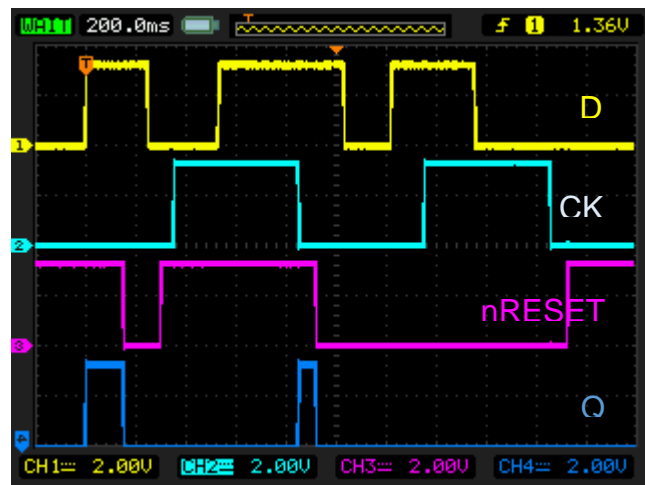 WAIT 200.0ms T 1 1.36V
T
1 D
2 CK
3 nRESET
4 Q
CH1 2.00V CH2 2.00V CH3 2.00V CH4 2.00V